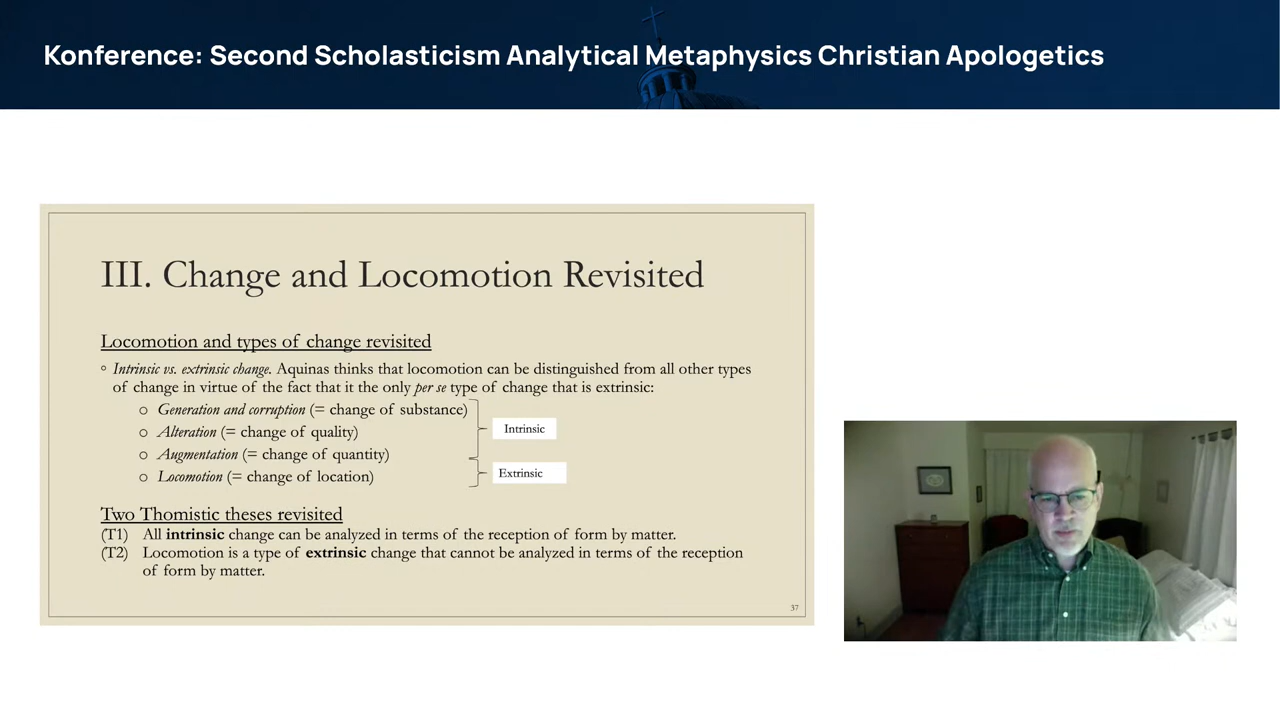 Konference: Second Scholasticism Analytical Metaphysics Christian Apologetics
III. Change and Locomotion Revisited
Locomotion and types of change revisited
◦ Intrinsic vs. extrinsic change. Aquinas thinks that locomotion can be distinguished from all other types
of change in virtue of the fact that it the only per se type of change that is extrinsic:
o Generation and corruption (= change of substance)
o Alteration (= change of quality)
Intrinsic
o Augmentation (= change of quantity)
o Locomotion (= change of location)
Extrinsic
Two Thomistic theses revisited
(T1) All intrinsic change can be analyzed in terms of the reception of form by matter.
(T2) Locomotion is a type of extrinsic change that cannot be analyzed in terms of the reception
of form by matter.
37